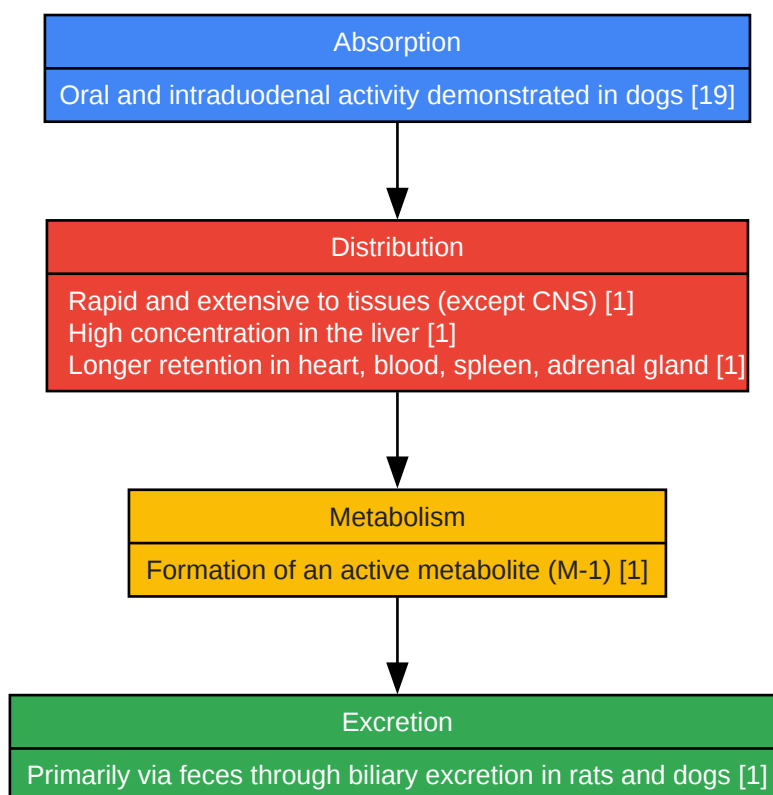 Absorption
Oral and intraduodenal activity demonstrated in dogs [19]
Distribution
Rapid and extensive to tissues (except CNS) [1]
High concentration in the liver [1]
Longer retention in heart, blood, spleen, adrenal gland [1]
Metabolism
Formation of an active metabolite (M-1) [1]
Excretion
Primarily via feces through biliary excretion in rats and dogs [1]